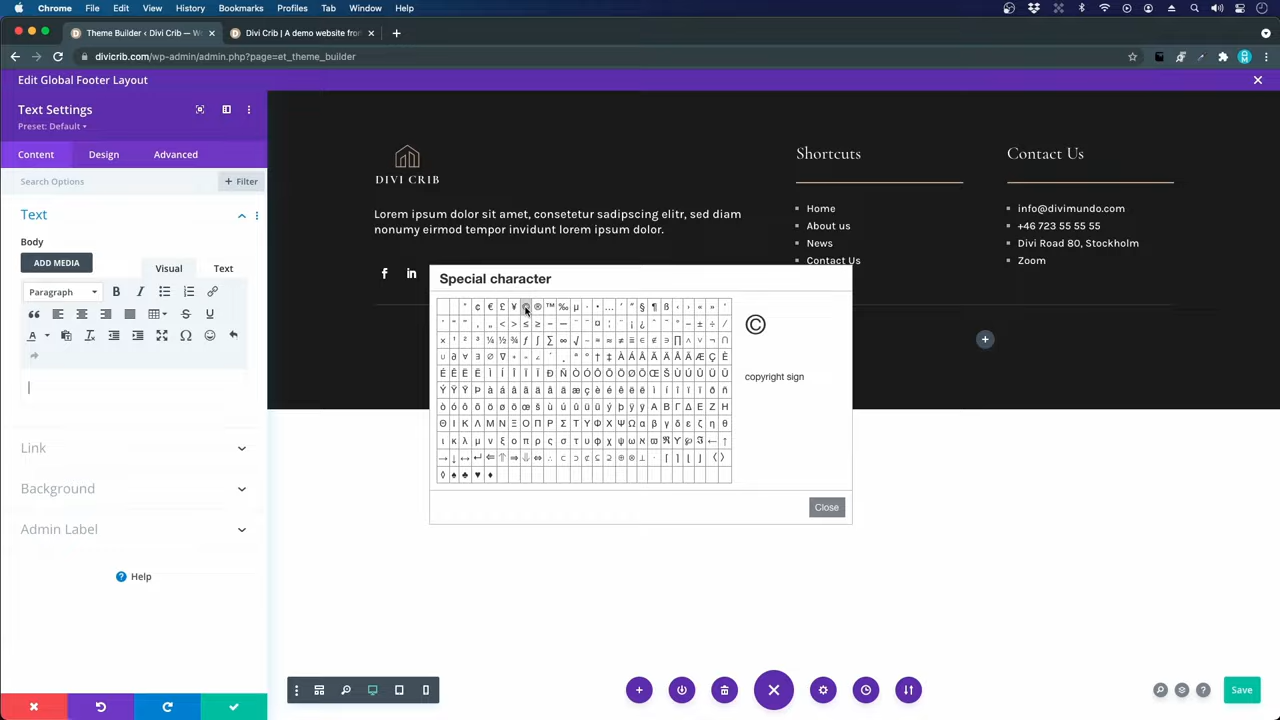 Chrome File Edit View History Bookmarks Profiles Tab Window Help
Theme Builder ‹ Divi Crib — W
Divi Crib | A demo website from
divicrib.com/wp-admin/admin.php?page=et_theme_builder
Edit Global Footer Layout
Text Settings
Preset: Default
Content Design Advanced
Search Options
+ Filter
Text
Body
ADD MEDIA
Visual Text
Paragraph
Link
Background
Admin Label
Help
DIVI CRIB
Lorem ipsum dolor sit amet, consetetur sadipscing elitr, sed diam
nonumy eirmod tempor invidunt lorem ipsum dolor.
Shortcuts
Home
About us
News
Contact Us
Contact Us
info@divimundo.com
+46 723 55 55 55
Divi Road 80, Stockholm
Zoom
Special character
©
copyright sign
Close
Save